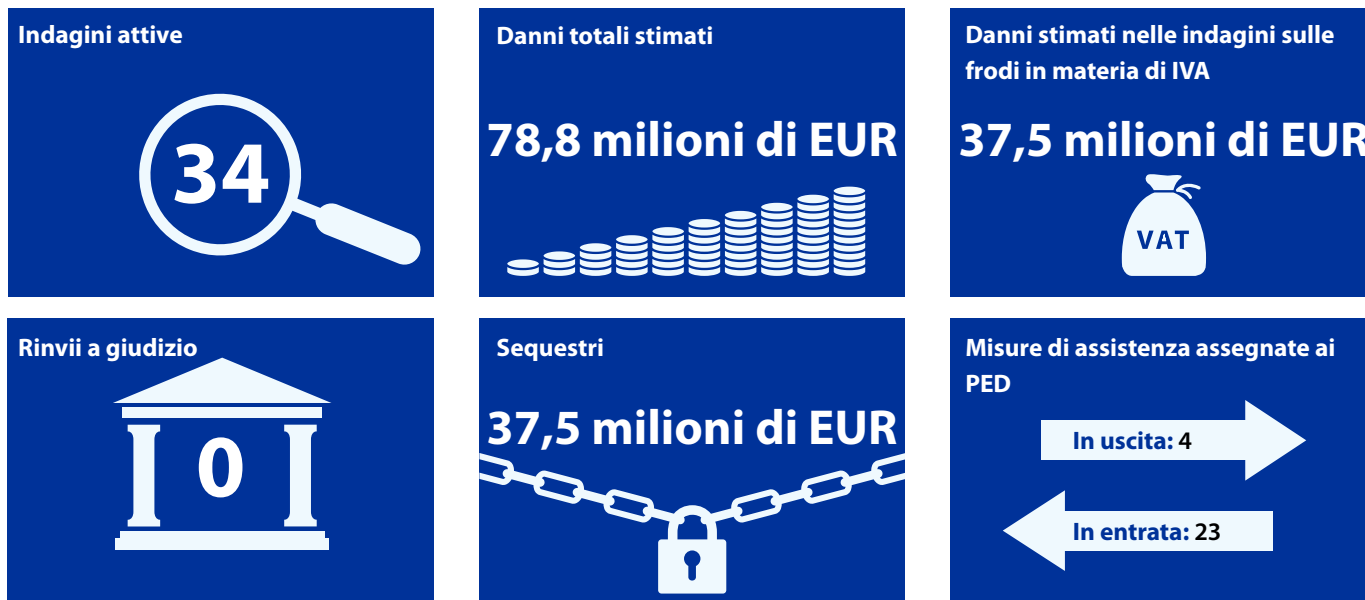 Indagini attive
34
Danni totali stimati
78,8 milioni di EUR
Danni stimati nelle indagini sulle
frodi in materia di IVA
37,5 milioni di EUR
VAT
Rinvii a giudizio
0
Sequestri
37,5 milioni di EUR
Misure di assistenza assegnate ai
PED
In uscita: 4
In entrata: 23